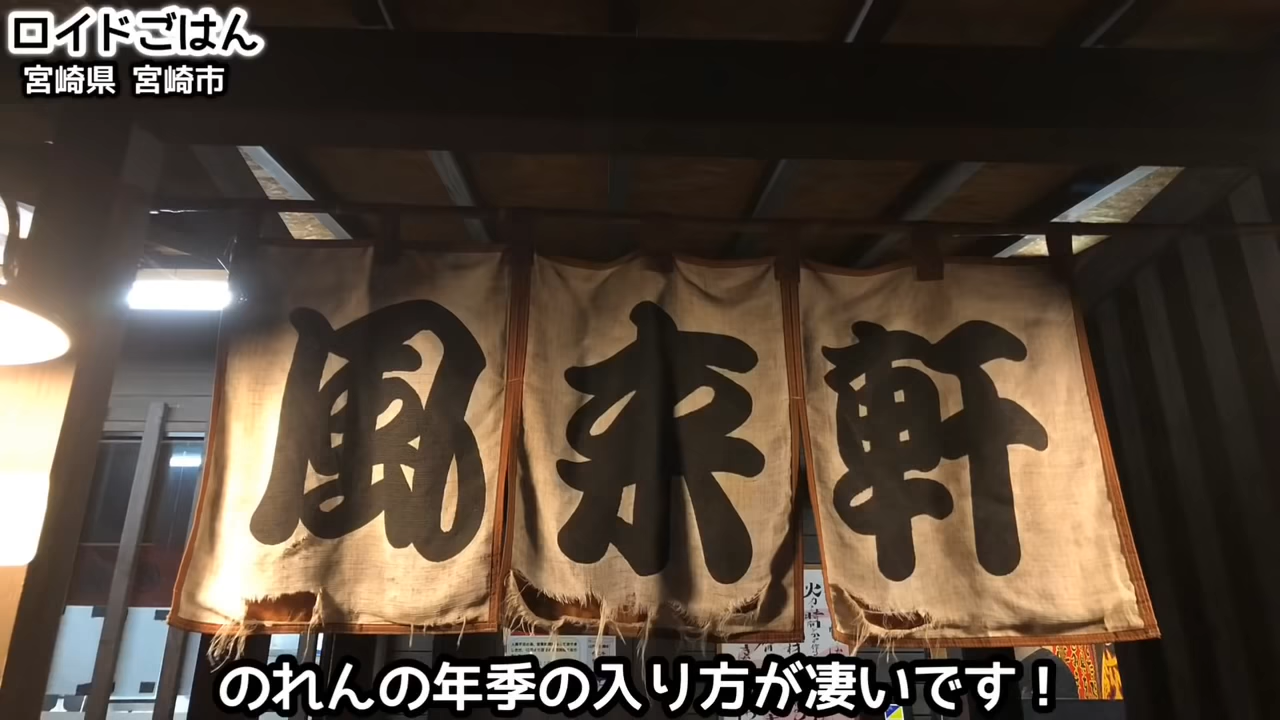 ロイドごはん
宮崎県 宮崎市
風来軒
のれんの年季の入り方が凄いです！